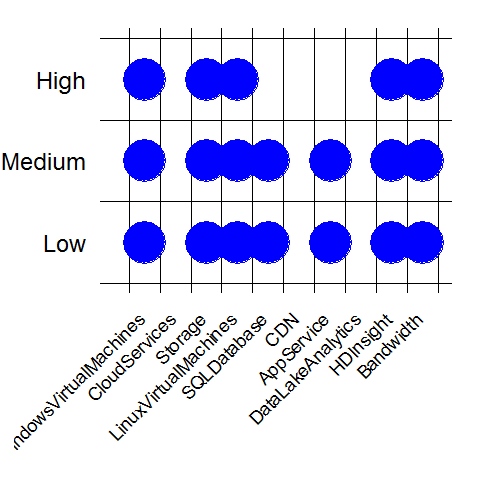 High
Medium
Low
ndowsVirtualMachines
CloudServices
Storage
LinuxVirtualMachines
SQLDatabase
CDN
AppService
DataLakeAnalytics
HDInsight
Bandwidth